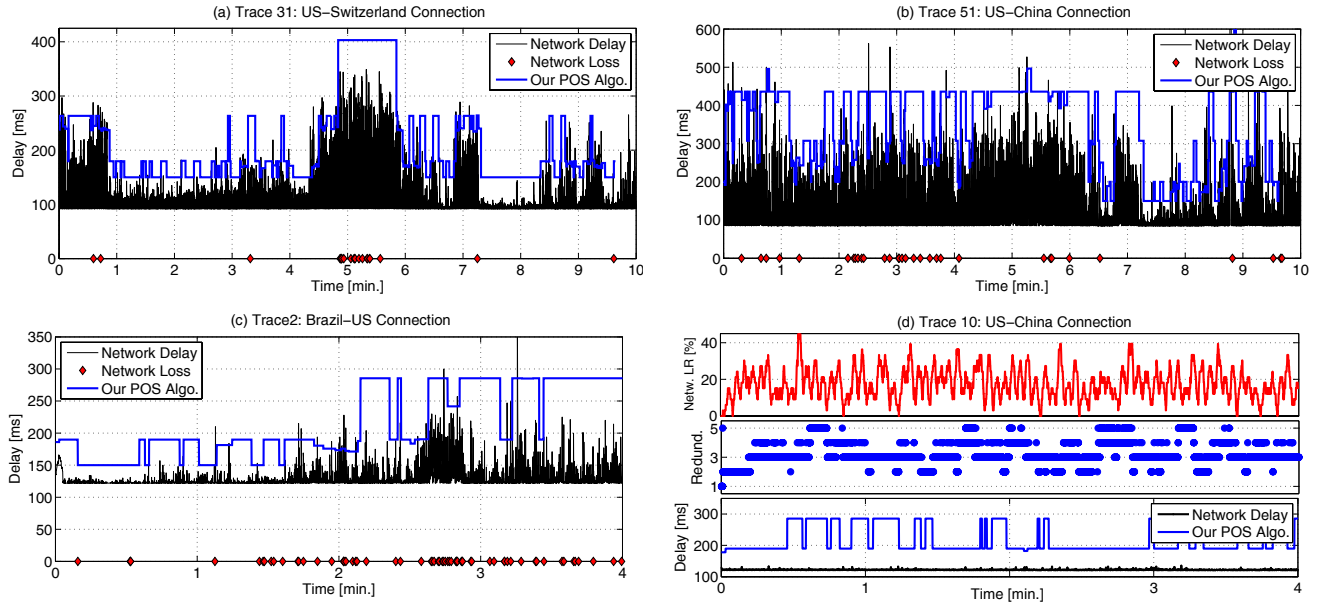 (a) Trace 31: US−Switzerland Connection
400
300
200
100
0
Delay [ms]
Network Delay
Network Loss
Our POS Algo.
0 1 2 3 4 5 6 7 8 9 10
Time [min.]
(b) Trace 51: US−China Connection
600
500
400
300
200
100
0
Delay [ms]
Network Delay
Network Loss
Our POS Algo.
0 1 2 3 4 5 6 7 8 9 10
Time [min.]
(c) Trace2: Brazil−US Connection
350
300
250
200
150
100
50
0
Delay [ms]
Network Delay
Network Loss
Our POS Algo.
0 1 2 3 4
Time [min.]
(d) Trace 10: US−China Connection
40
20
0
Netw. LR [%]
5
3
1
Redund.
300
200
100
Delay [ms]
Network Delay
Our POS Algo.
0 1 2 3 4
Time [min.]